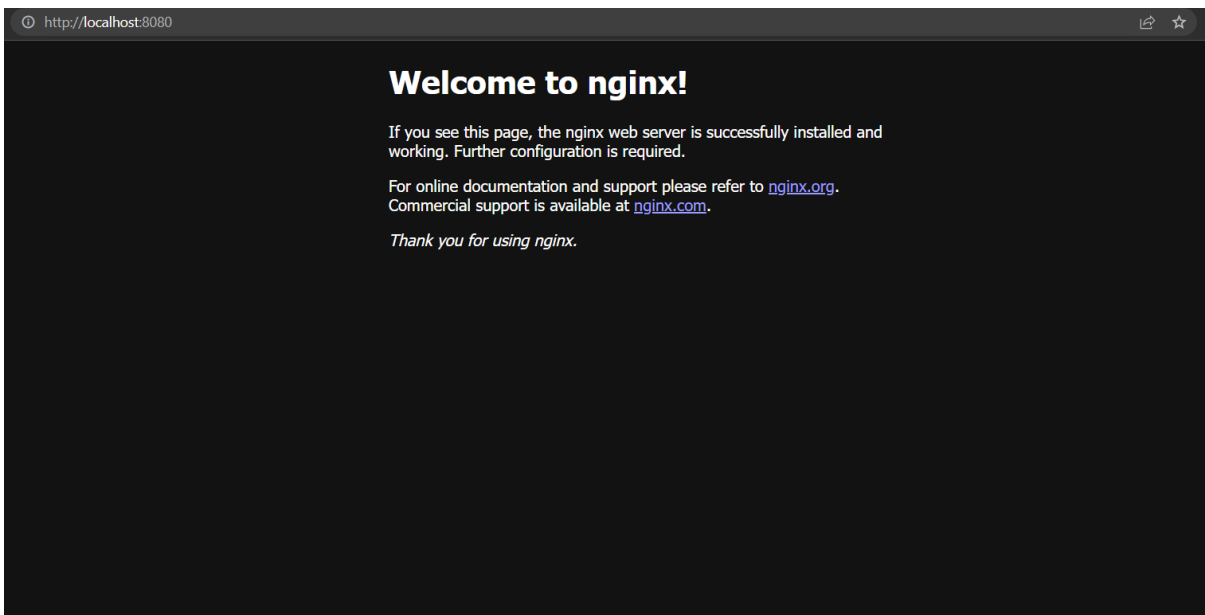 http://localhost:8080
Welcome to nginx!
If you see this page, the nginx web server is successfully installed and
working. Further configuration is required.
For online documentation and support please refer to nginx.org.
Commercial support is available at nginx.com.
Thank you for using nginx.